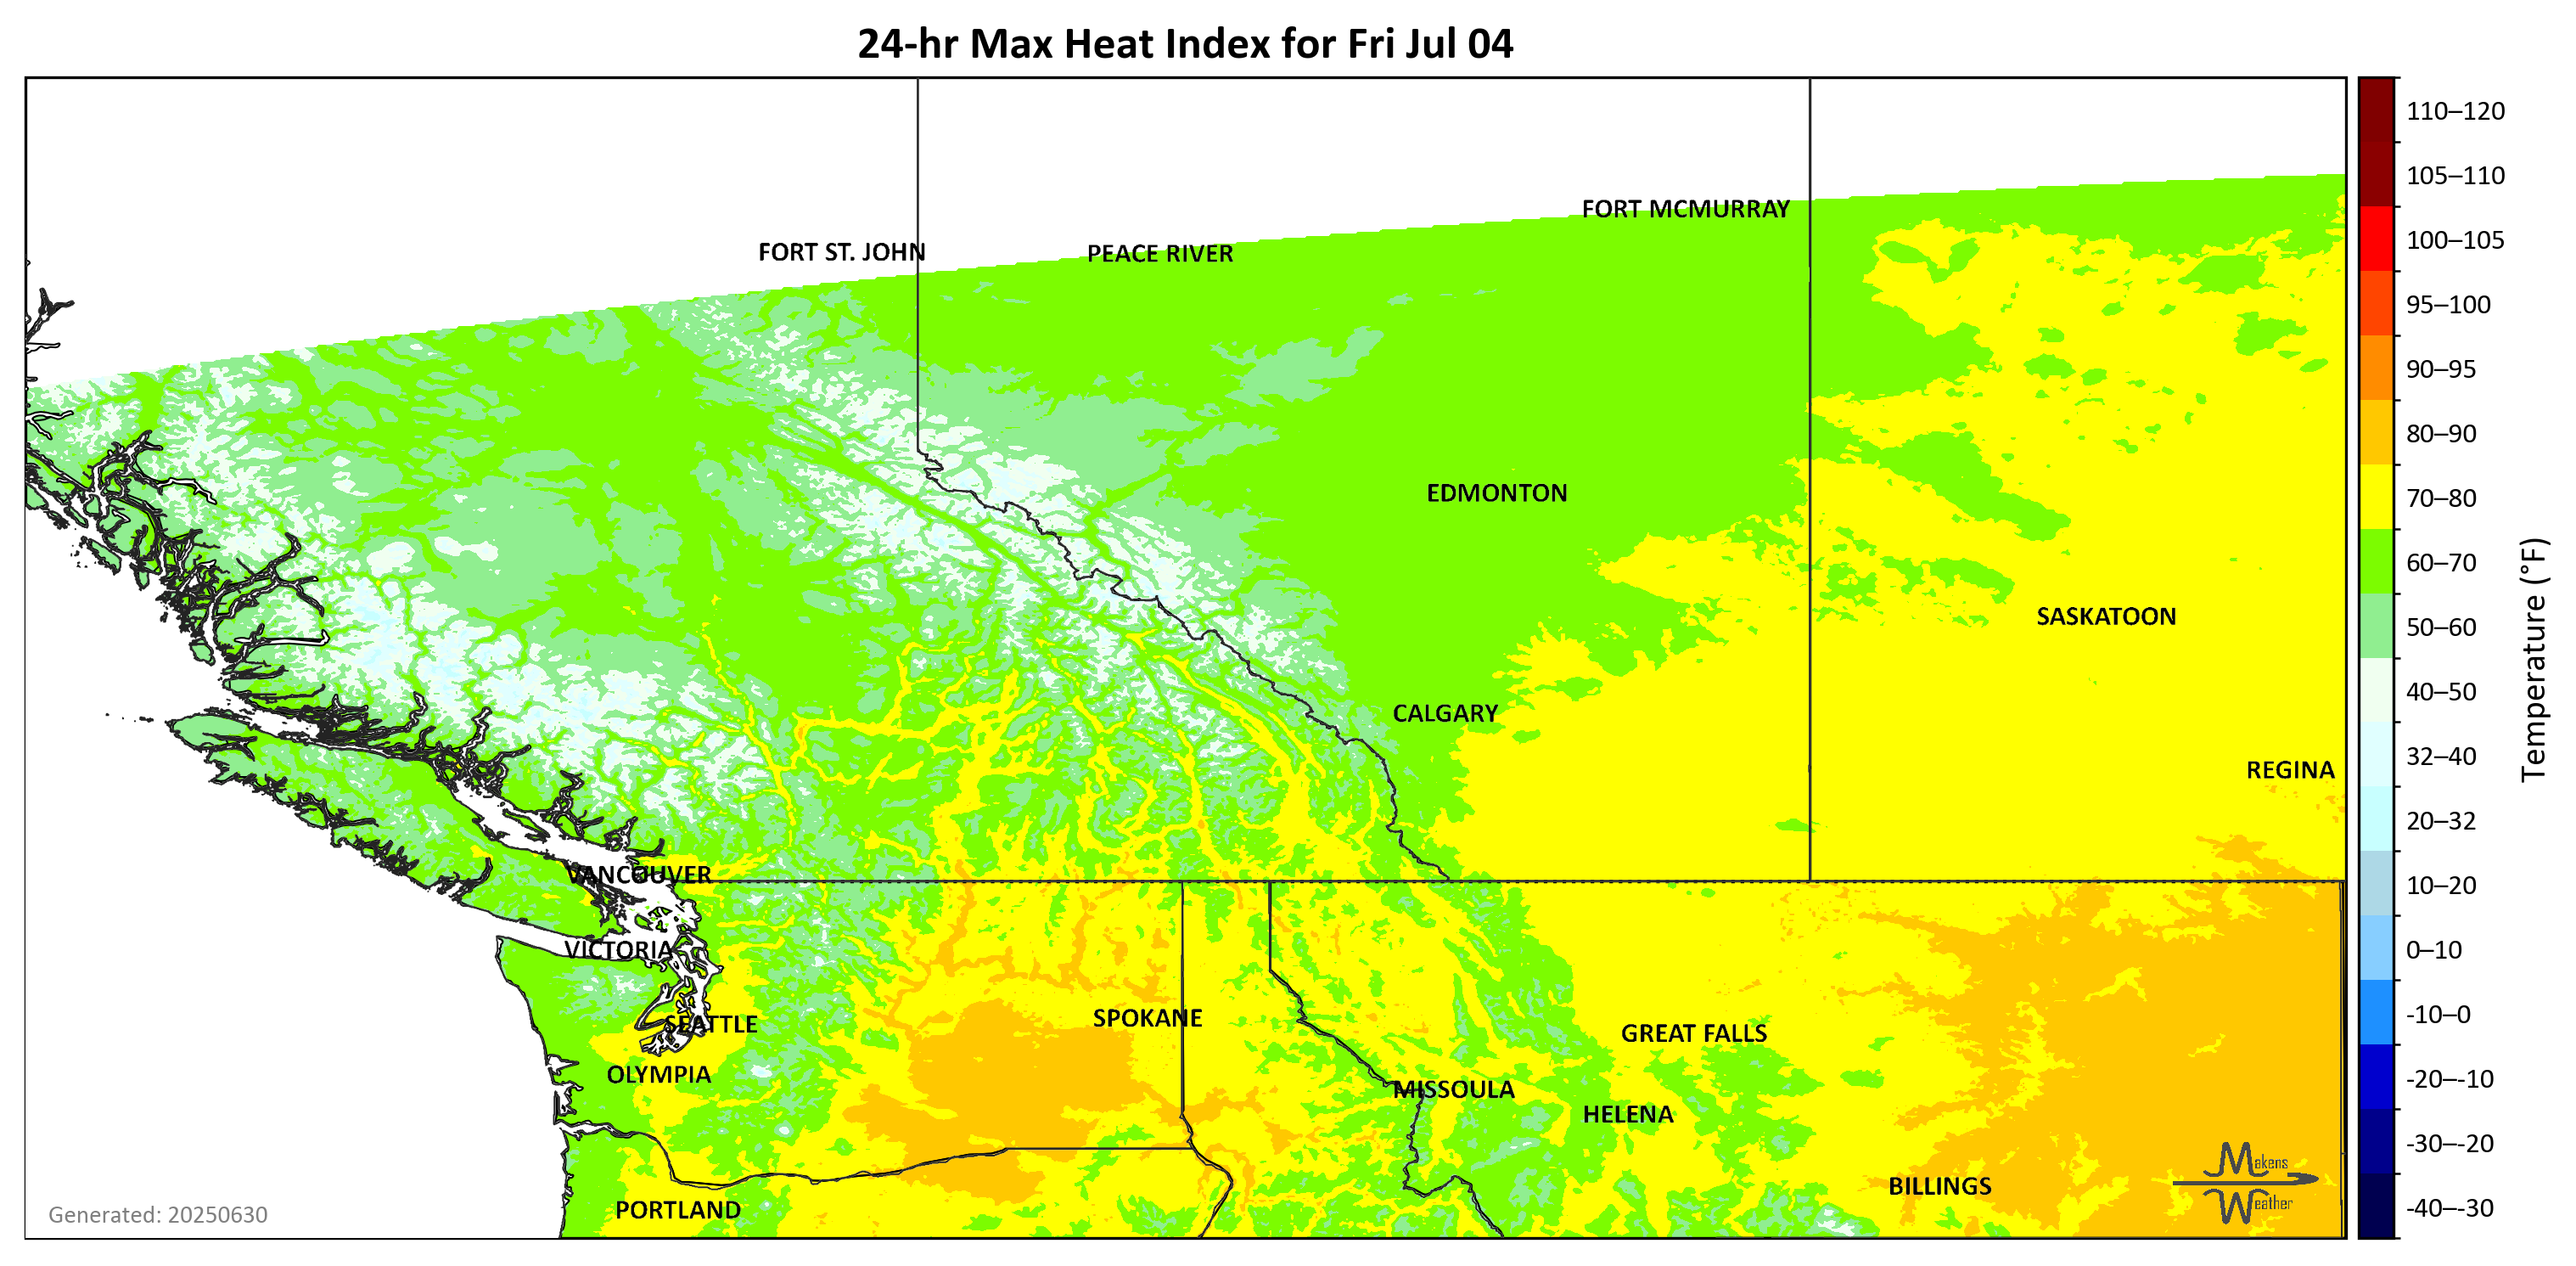 24-hr Max Heat Index for Fri Jul 04
110–120
105–110
100–105
95–100
90–95
80–90
70–80
60–70
50–60
40–50
32–40
20–32
10–20
0–10
-10–0
-20–-10
-30–-20
-40–-30
Temperature (°F)
FORT MCMURRAY
FORT ST. JOHN
PEACE RIVER
EDMONTON
SASKATOON
CALGARY
REGINA
VANCOUVER
VICTORIA
SEATTLE
SPOKANE
GREAT FALLS
OLYMPIA
MISSOULA
HELENA
BILLINGS
PORTLAND
Makens
Weather
Generated: 20250630